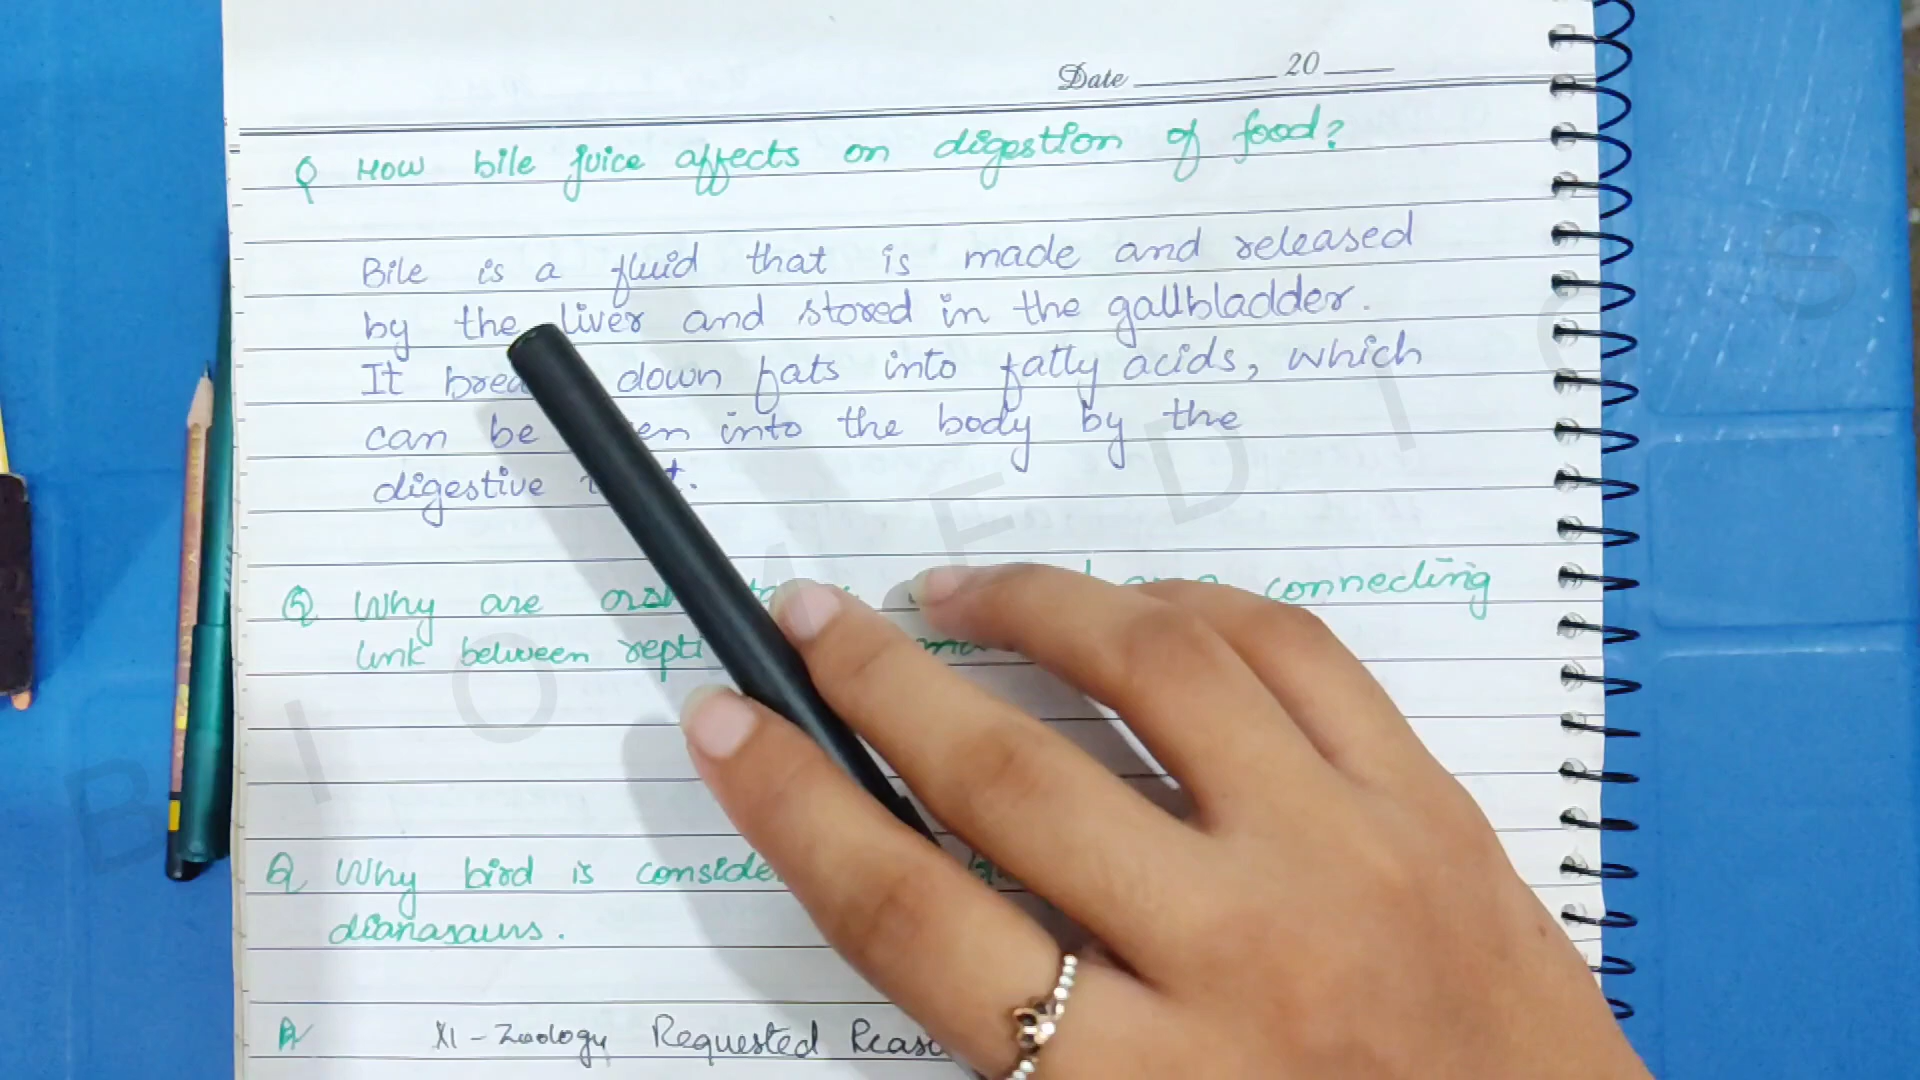 Date 20
Q How bile juice affects on digestion of food?
Bile is a fluid that is made and released
by the liver and stored in the gallbladder.
It down fats into fatty acids, which
can be into the body by the
digestive
Q Why are connecting
link between
Q Why bird is
dianasaurs.
A XI - Zoology Requested
BIOMEDICOS